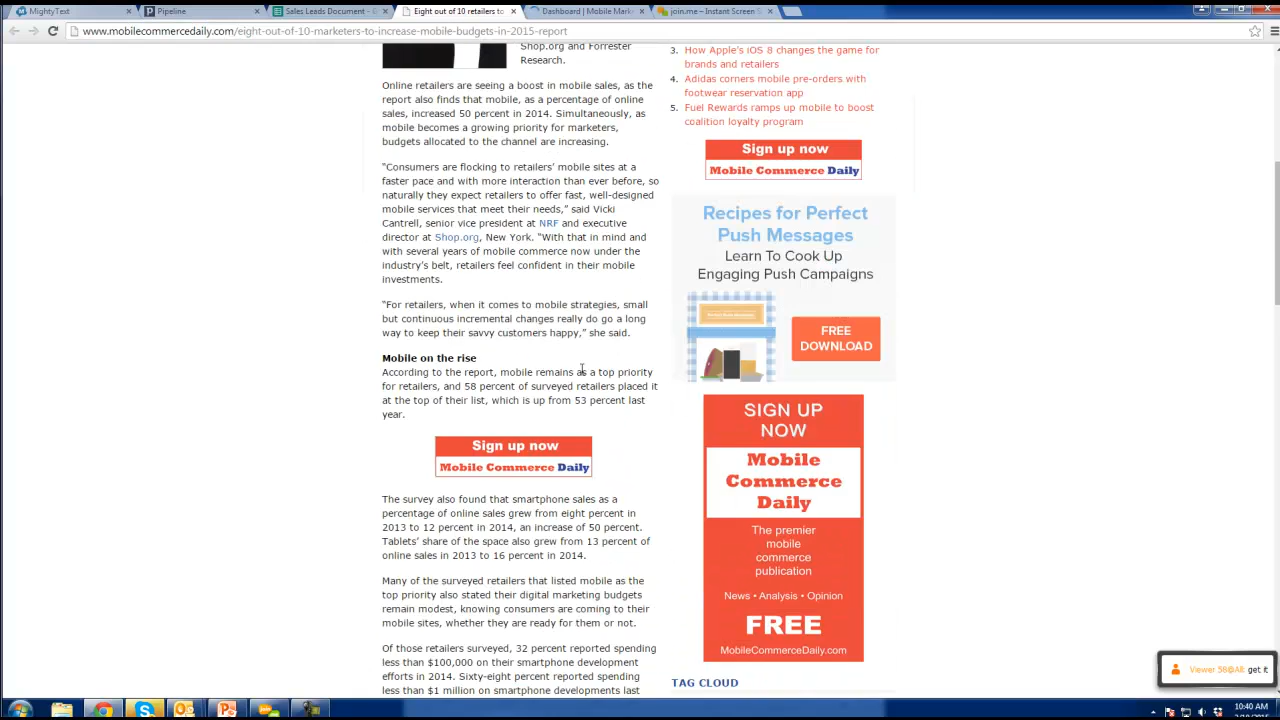 MightyText
Pipeline
Sales Leads Document -
Eight out of 10 retailers to
Dashboard | Mobile Mark
join.me – Instant Screen S
www.mobilecommercedaily.com/eight-out-of-10-marketers-to-increase-mobile-budgets-in-2015-report
Shop.org and Forrester
Research.
Online retailers are seeing a boost in mobile sales, as the
report also finds that mobile, as a percentage of online
sales, increased 50 percent in 2014. Simultaneously, as
mobile becomes a growing priority for marketers,
budgets allocated to the channel are increasing.
“Consumers are flocking to retailers’ mobile sites at a
faster pace and with more interaction than ever before, so
naturally they expect retailers to offer fast, well-designed
mobile services that meet their needs,” said Vicki
Cantrell, senior vice president at NRF and executive
director at Shop.org, New York. “With that in mind and
with several years of mobile commerce now under the
industry’s belt, retailers feel confident in their mobile
investments.
“For retailers, when it comes to mobile strategies, small
but continuous incremental changes really do go a long
way to keep their savvy customers happy,” she said.
Mobile on the rise
According to the report, mobile remains as a top priority
for retailers, and 58 percent of surveyed retailers placed it
at the top of their list, which is up from 53 percent last
year.
Sign up now
Mobile Commerce Daily
The survey also found that smartphone sales as a
percentage of online sales grew from eight percent in
2013 to 12 percent in 2014, an increase of 50 percent.
Tablets’ share of the space also grew from 13 percent of
online sales in 2013 to 16 percent in 2014.
Many of the surveyed retailers that listed mobile as the
top priority also stated their digital marketing budgets
remain modest, knowing consumers are coming to their
mobile sites, whether they are ready for them or not.
Of those retailers surveyed, 32 percent reported spending
less than $100,000 on their smartphone development
efforts in 2014. Sixty-eight percent reported spending
less than $1 million on smartphone developments last
3. How Apple’s iOS 8 changes the game for
brands and retailers
4. Adidas corners mobile pre-orders with
footwear reservation app
5. Fuel Rewards ramps up mobile to boost
coalition loyalty program
Sign up now
Mobile Commerce Daily
Recipes for Perfect
Push Messages
Learn To Cook Up
Engaging Push Campaigns
FREE
DOWNLOAD
SIGN UP
NOW
Mobile
Commerce
Daily
The premier
mobile
commerce
publication
News • Analysis • Opinion
FREE
MobileCommerceDaily.com
TAG CLOUD
Viewer 58@All: get it
10:40 AM